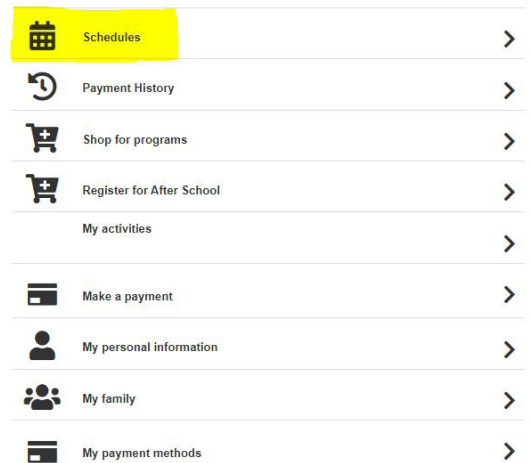 Schedules
Payment History
Shop for programs
Register for After School
My activities
Make a payment
My personal information
My family
My payment methods